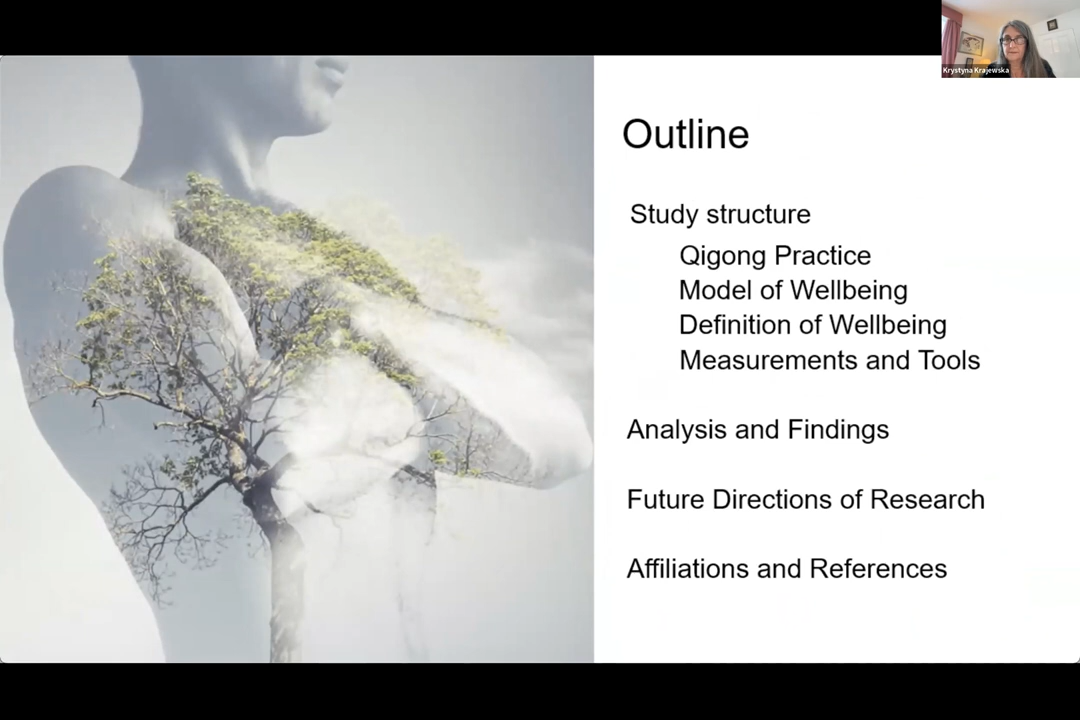 Krystyna Krajewska
Outline
Study structure
Qigong Practice
Model of Wellbeing
Definition of Wellbeing
Measurements and Tools
Analysis and Findings
Future Directions of Research
Affiliations and References